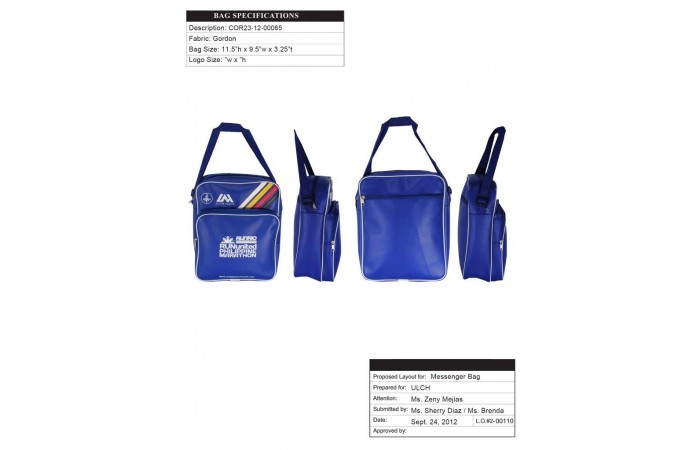 BAG SPECIFICATIONS
Description: COR23-12-00065
Fabric: Gordon
Bag Size: 11.5"h x 9.5"w x 3.25"t
Logo Size: "w x "h
RUNRIO
RUNunited
PHILIPPINE
MARATHON
Proposed Layout for: Messenger Bag
Prepared for: ULCH
Attention: Ms. Zeny Mejias
Submitted by: Ms. Sherry Diaz / Ms. Brenda
Date: Sept. 24, 2012 L.O.#2-00110
Approved by: